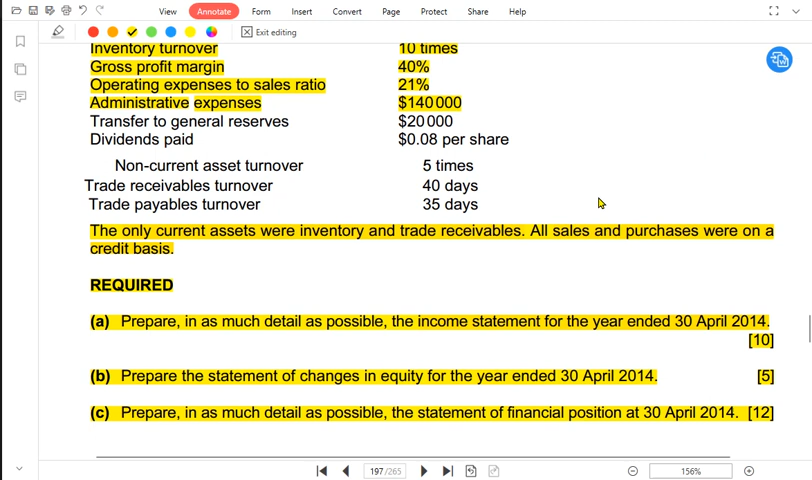 View Annotate Form Insert Convert Page Protect Share Help
Exit editing
Inventory turnover 10 times
Gross profit margin 40%
Operating expenses to sales ratio 21%
Administrative expenses $140 000
Transfer to general reserves $20 000
Dividends paid $0.08 per share
Non-current asset turnover 5 times
Trade receivables turnover 40 days
Trade payables turnover 35 days
The only current assets were inventory and trade receivables. All sales and purchases were on a
credit basis.
REQUIRED
(a) Prepare, in as much detail as possible, the income statement for the year ended 30 April 2014.
[10]
(b) Prepare the statement of changes in equity for the year ended 30 April 2014. [5]
(c) Prepare, in as much detail as possible, the statement of financial position at 30 April 2014. [12]
197 /265
156%